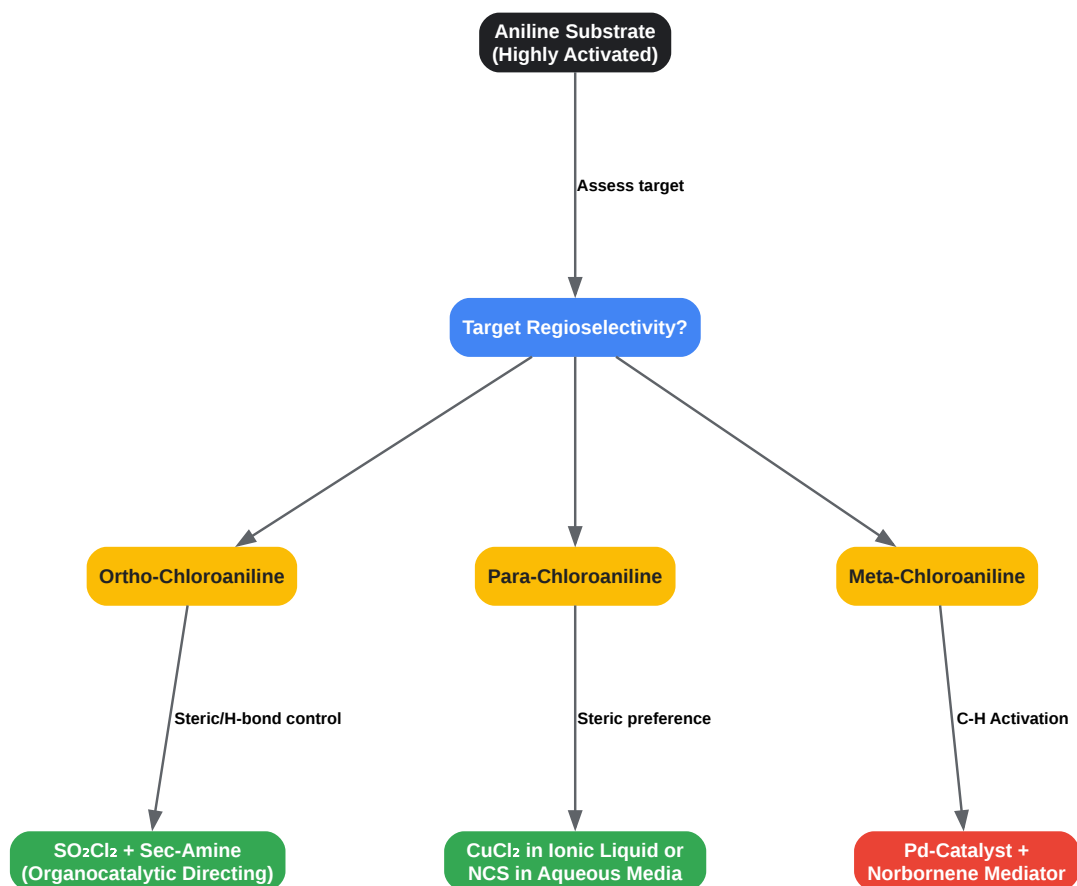 Aniline Substrate
(Highly Activated)
Assess target
Target Regioselectivity?
Ortho-Chloroaniline
Para-Chloroaniline
Meta-Chloroaniline
Steric/H-bond control
Steric preference
C-H Activation
SO₂Cl₂ + Sec-Amine
(Organocatalytic Directing)
CuCl₂ in Ionic Liquid or
NCS in Aqueous Media
Pd-Catalyst +
Norbornene Mediator